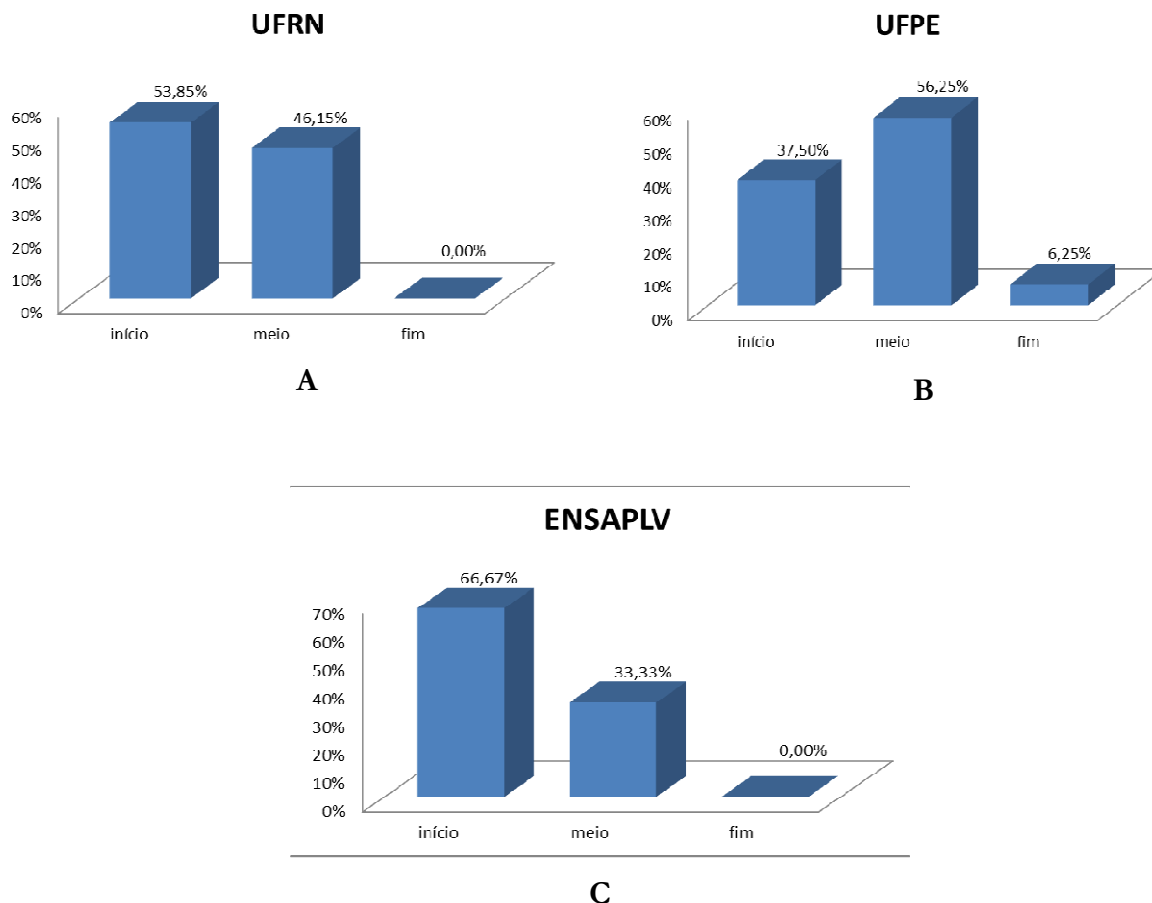 UFRN
53,85%
46,15%
0,00%
60%
50%
40%
30%
20%
10%
0%
início
meio
fim
A
UFPE
56,25%
37,50%
6,25%
60%
50%
40%
30%
20%
10%
0%
início
meio
fim
B
ENSAPLV
66,67%
33,33%
0,00%
70%
60%
50%
40%
30%
20%
10%
0%
início
meio
fim
C